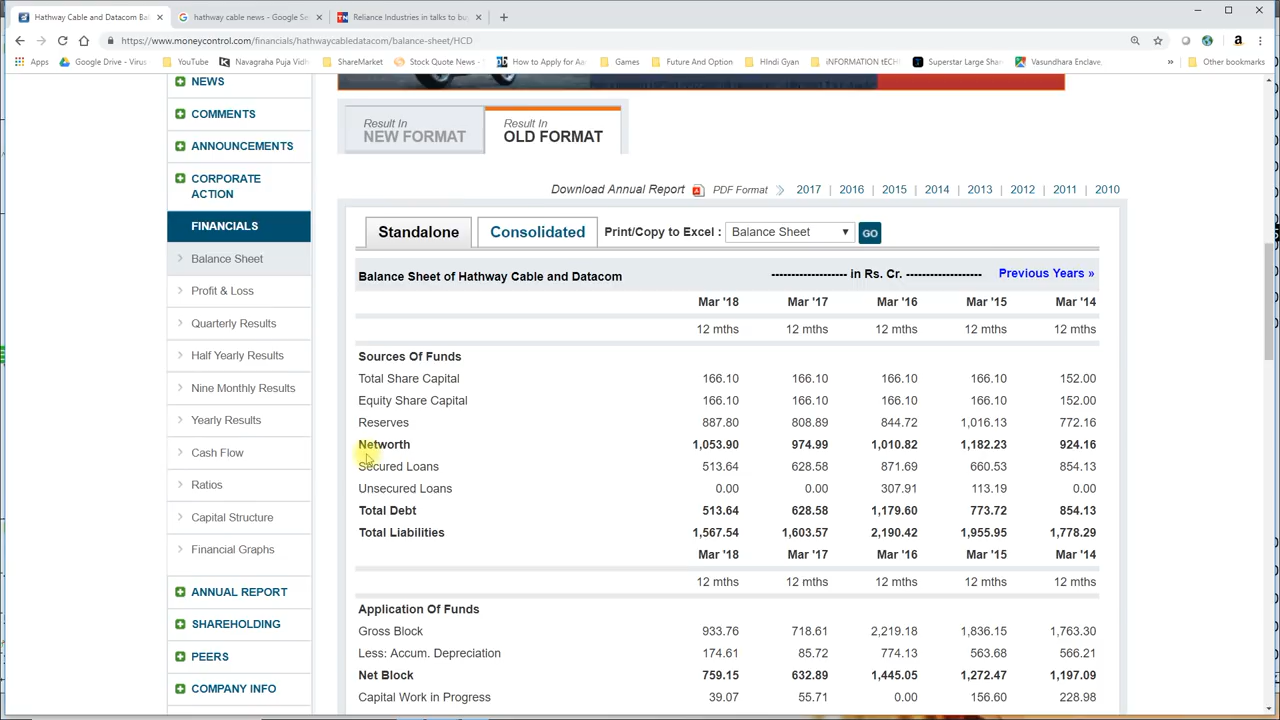 Hathway Cable and Datacom Bal
hathway cable news - Google Se
Reliance Industries in talks to bu
https://www.moneycontrol.com/financials/hathwaycabledatacom/balance-sheet/HCD
Apps Google Drive - Virus YouTube Navagraha Puja Vidh ShareMarket Stock Quote News - How to Apply for Aa Games Future And Option HIndi Gyan iNFORMATION tECH Superstar Large Shar Vasundhara Enclave, » Other bookmarks
NEWS
COMMENTS
ANNOUNCEMENTS
CORPORATE
ACTION
FINANCIALS
Balance Sheet
Profit & Loss
Quarterly Results
Half Yearly Results
Nine Monthly Results
Yearly Results
Cash Flow
Ratios
Capital Structure
Financial Graphs
ANNUAL REPORT
SHAREHOLDING
PEERS
COMPANY INFO
Result In
NEW FORMAT
Result In
OLD FORMAT
Download Annual Report PDF Format 2017 | 2016 | 2015 | 2014 | 2013 | 2012 | 2011 | 2010
Standalone Consolidated Print/Copy to Excel : Balance Sheet GO
Balance Sheet of Hathway Cable and Datacom ------------------- in Rs. Cr. ------------------- Previous Years »
Mar '18 Mar '17 Mar '16 Mar '15 Mar '14
12 mths 12 mths 12 mths 12 mths 12 mths
Sources Of Funds
Total Share Capital 166.10 166.10 166.10 166.10 152.00
Equity Share Capital 166.10 166.10 166.10 166.10 152.00
Reserves 887.80 808.89 844.72 1,016.13 772.16
Networth 1,053.90 974.99 1,010.82 1,182.23 924.16
Secured Loans 513.64 628.58 871.69 660.53 854.13
Unsecured Loans 0.00 0.00 307.91 113.19 0.00
Total Debt 513.64 628.58 1,179.60 773.72 854.13
Total Liabilities 1,567.54 1,603.57 2,190.42 1,955.95 1,778.29
Mar '18 Mar '17 Mar '16 Mar '15 Mar '14
12 mths 12 mths 12 mths 12 mths 12 mths
Application Of Funds
Gross Block 933.76 718.61 2,219.18 1,836.15 1,763.30
Less: Accum. Depreciation 174.61 85.72 774.13 563.68 566.21
Net Block 759.15 632.89 1,445.05 1,272.47 1,197.09
Capital Work in Progress 39.07 55.71 0.00 156.60 228.98